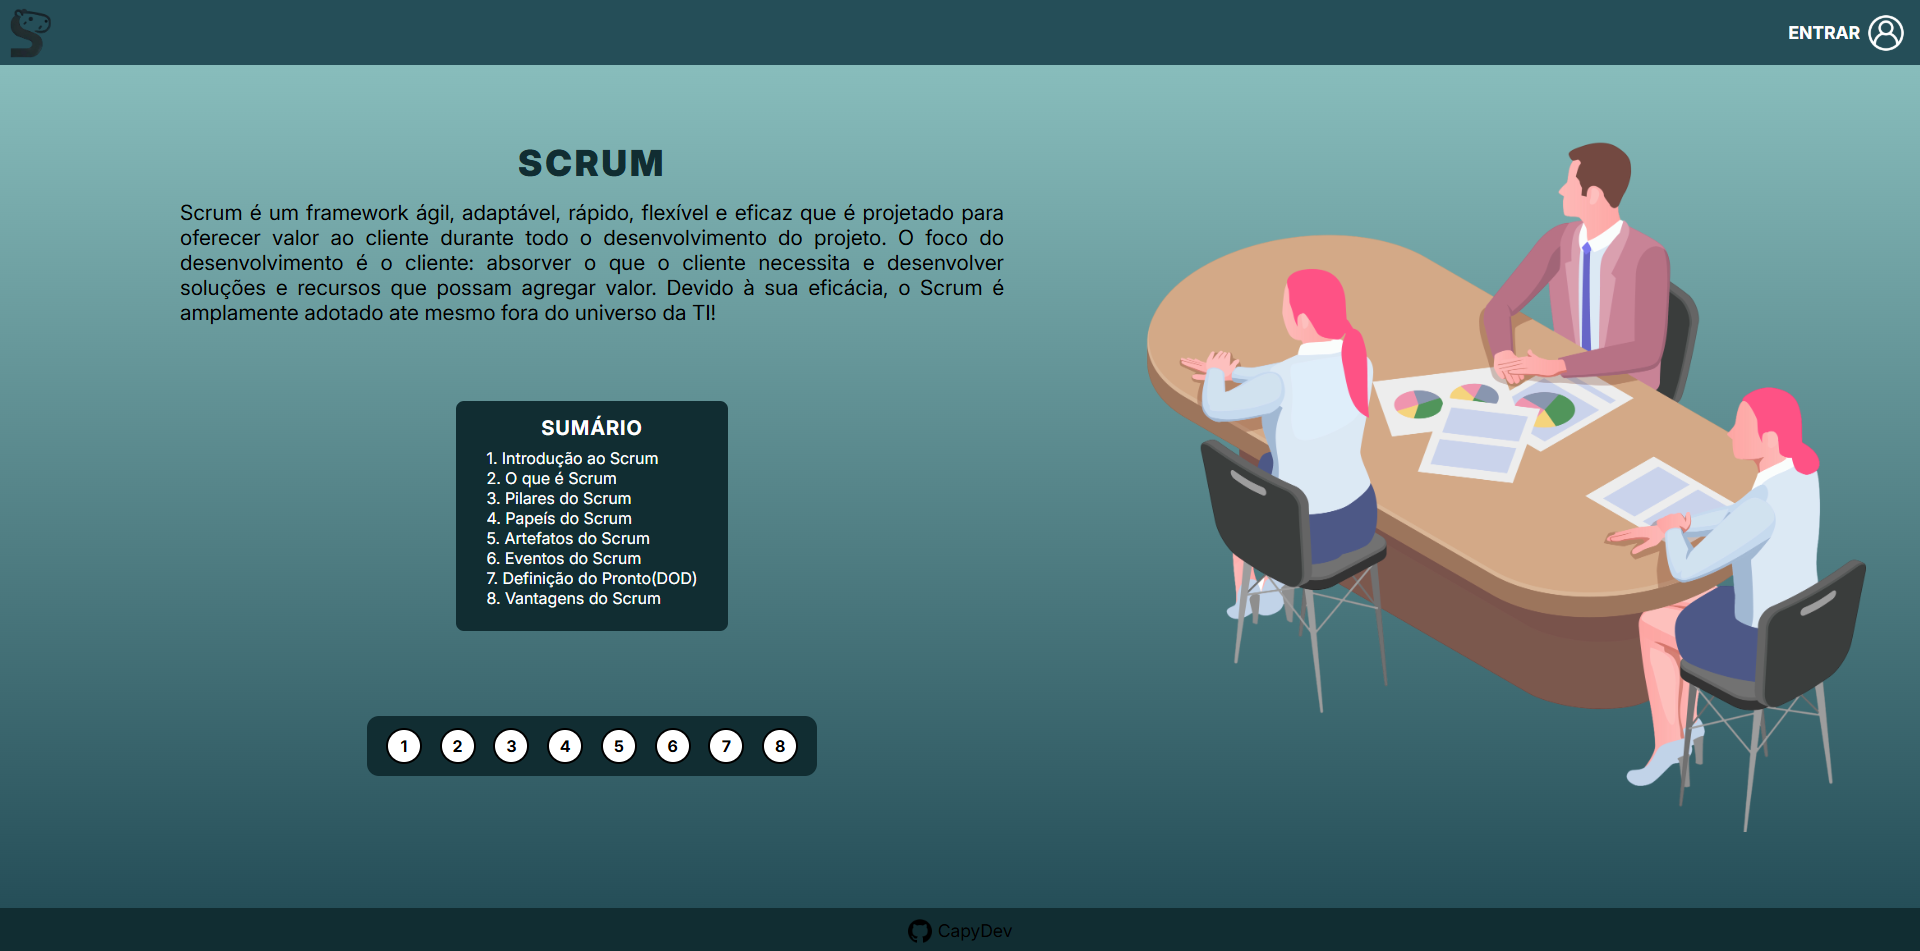 ENTRAR
SCRUM
Scrum é um framework ágil, adaptável, rápido, flexível e eficaz que é projetado para
oferecer valor ao cliente durante todo o desenvolvimento do projeto. O foco do
desenvolvimento é o cliente: absorver o que o cliente necessita e desenvolver
soluções e recursos que possam agregar valor. Devido à sua eficácia, o Scrum é
amplamente adotado ate mesmo fora do universo da TI!
SUMÁRIO
1. Introdução ao Scrum
2. O que é Scrum
3. Pilares do Scrum
4. Papeís do Scrum
5. Artefatos do Scrum
6. Eventos do Scrum
7. Definição do Pronto(DOD)
8. Vantagens do Scrum
1 2 3 4 5 6 7 8
CapyDev